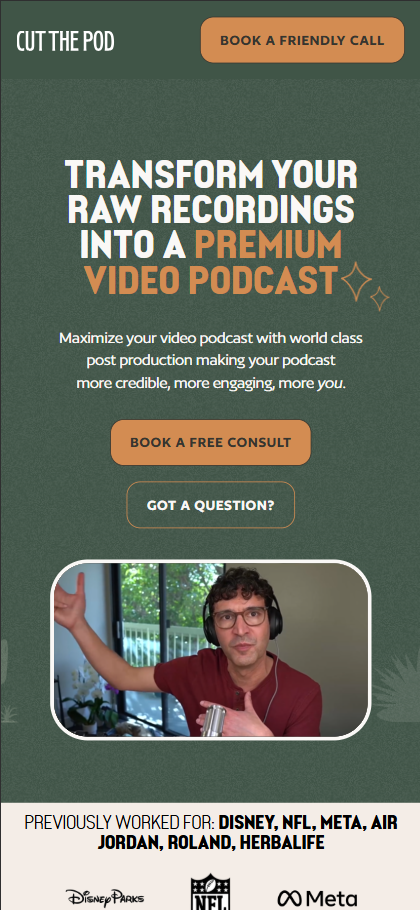 CUT THE POD
BOOK A FRIENDLY CALL
TRANSFORM YOUR
RAW RECORDINGS
INTO A PREMIUM
VIDEO PODCAST
Maximize your video podcast with world class
post production making your podcast
more credible, more engaging, more you.
BOOK A FREE CONSULT
GOT A QUESTION?
PREVIOUSLY WORKED FOR: DISNEY, NFL, META, AIR
JORDAN, ROLAND, HERBALIFE
Disney PARKS
NFL
Meta